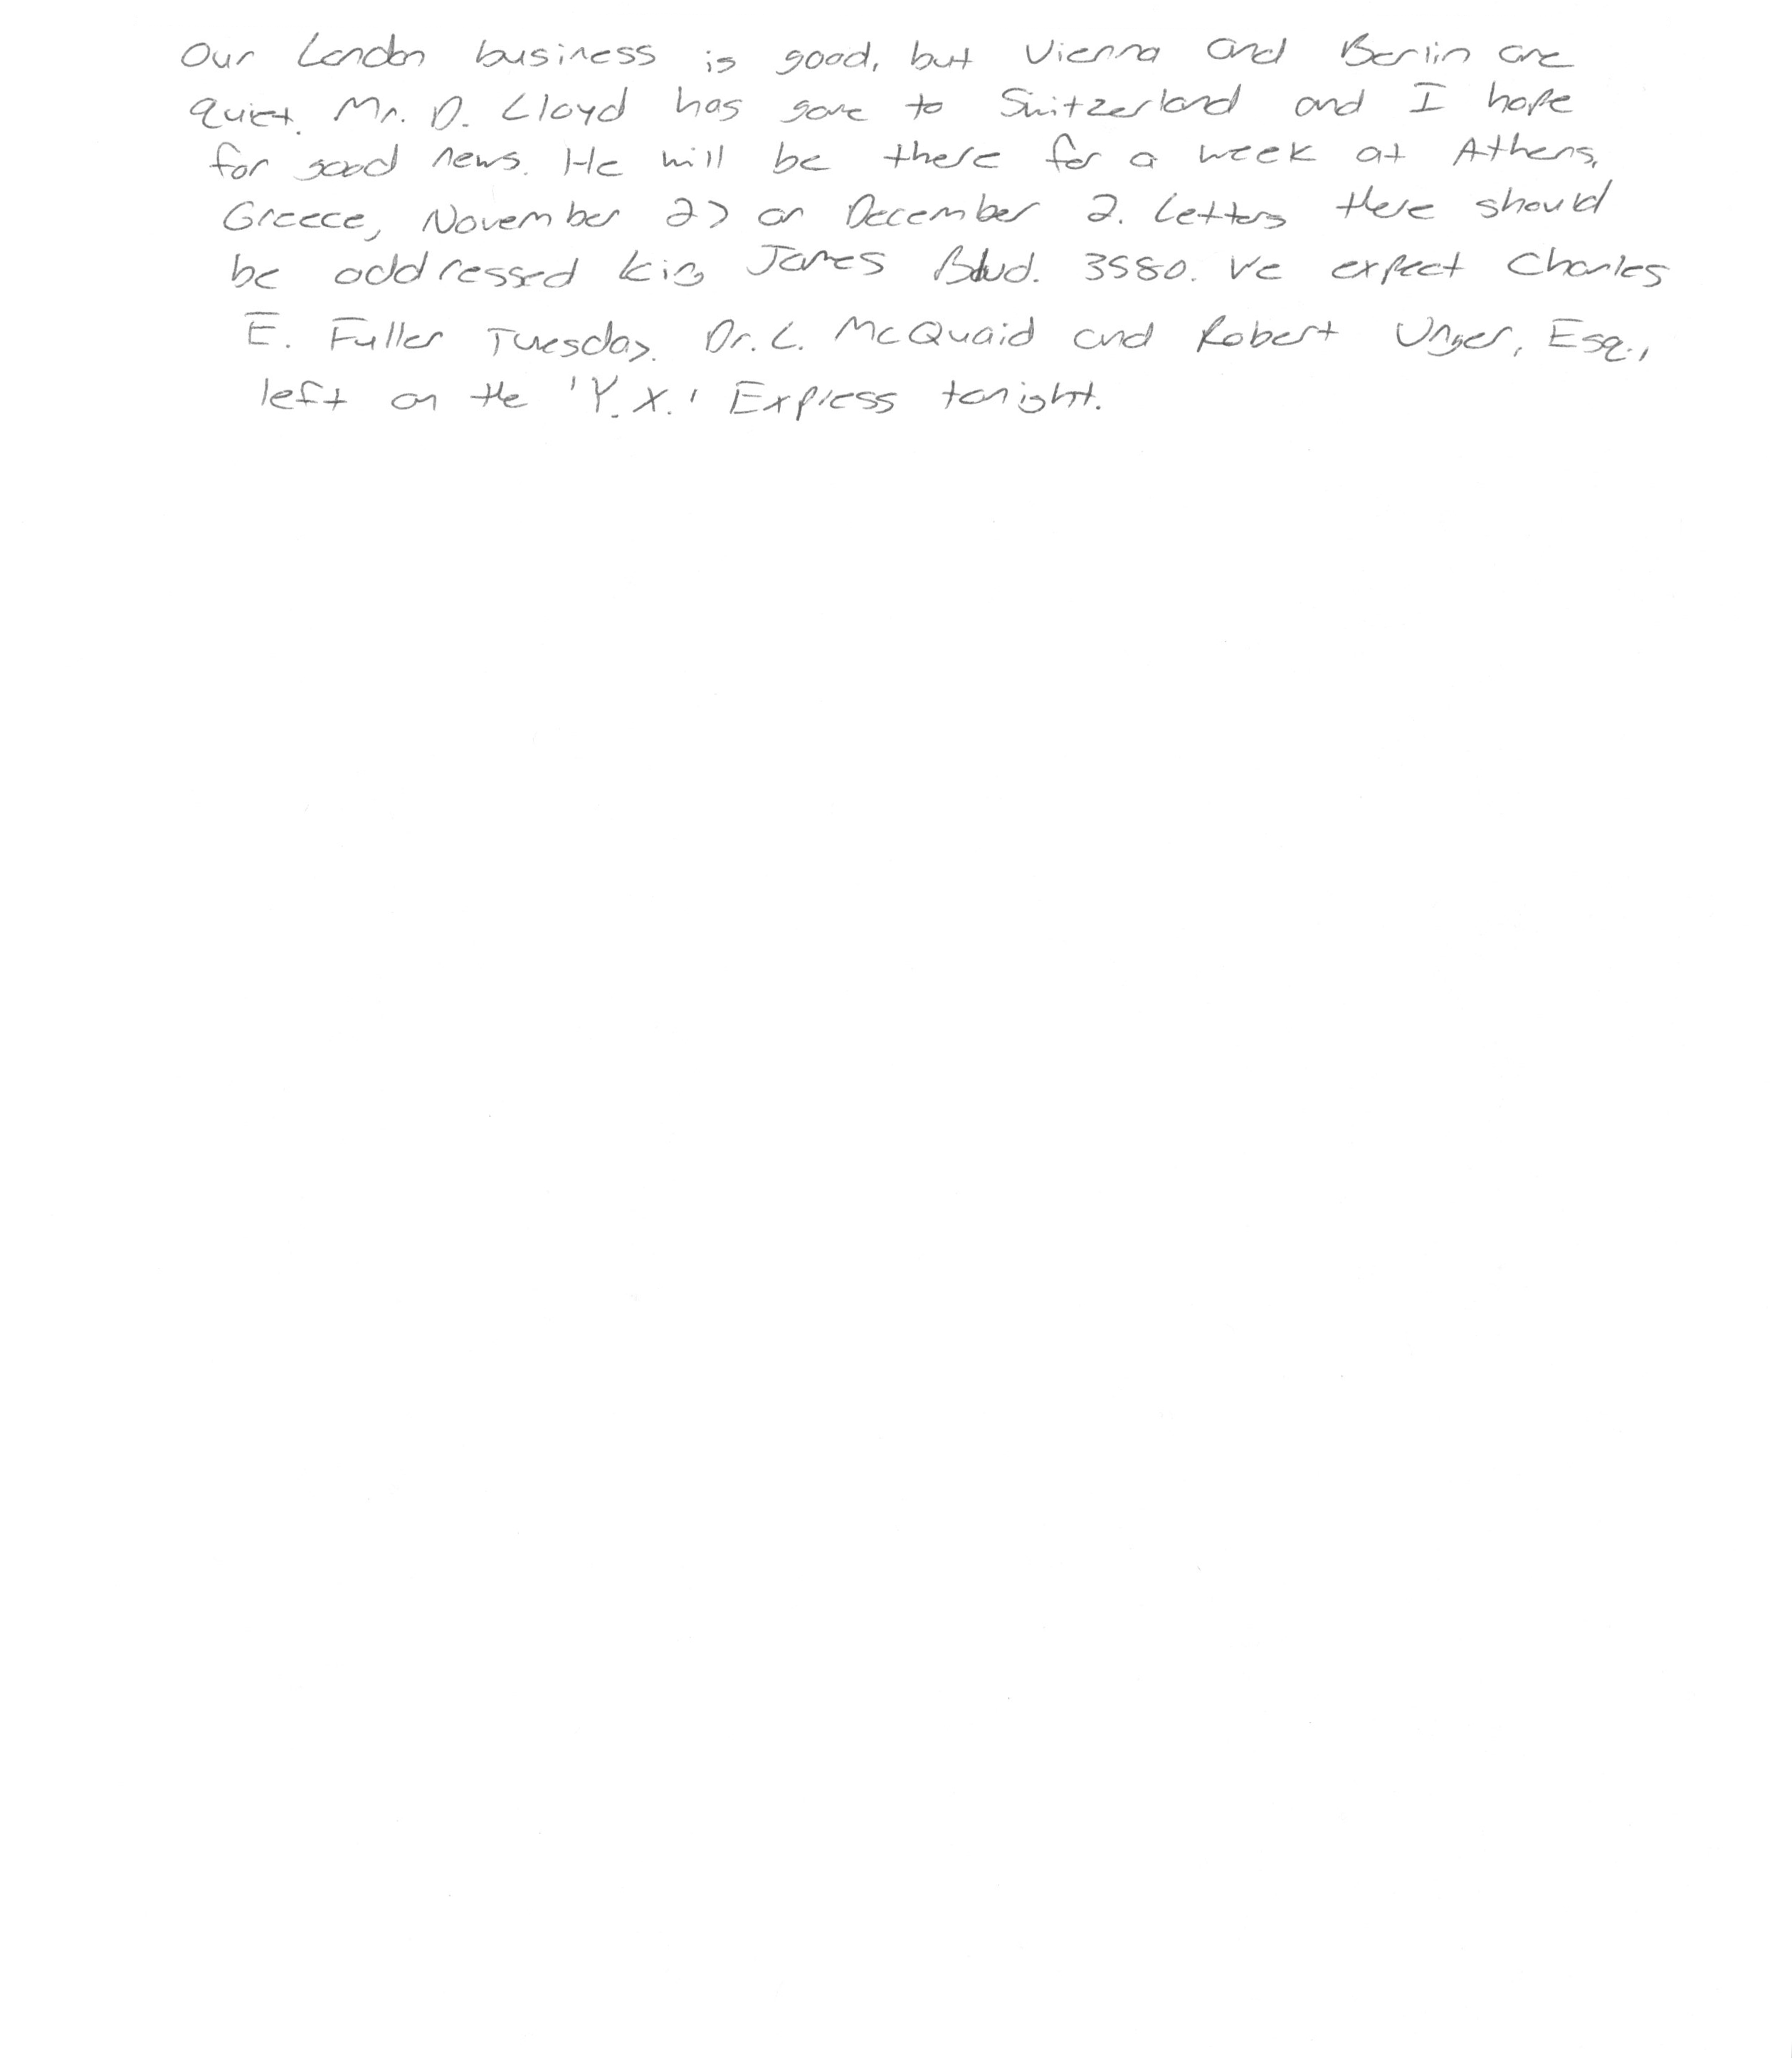 Our London business is good, but Vienna and Berlin are
quiet. Mr. D. Lloyd has gone to Switzerland and I hope
for good news. He will be there for a week at Athens,
Greece, November 27 or December 2. Letters there should
be addressed King James Blvd. 3580. We expect Charles
E. Fuller Tuesday. Dr. L. McQuaid and Robert Unger, Esq.,
left on the 'Y.X.' Express tonight.